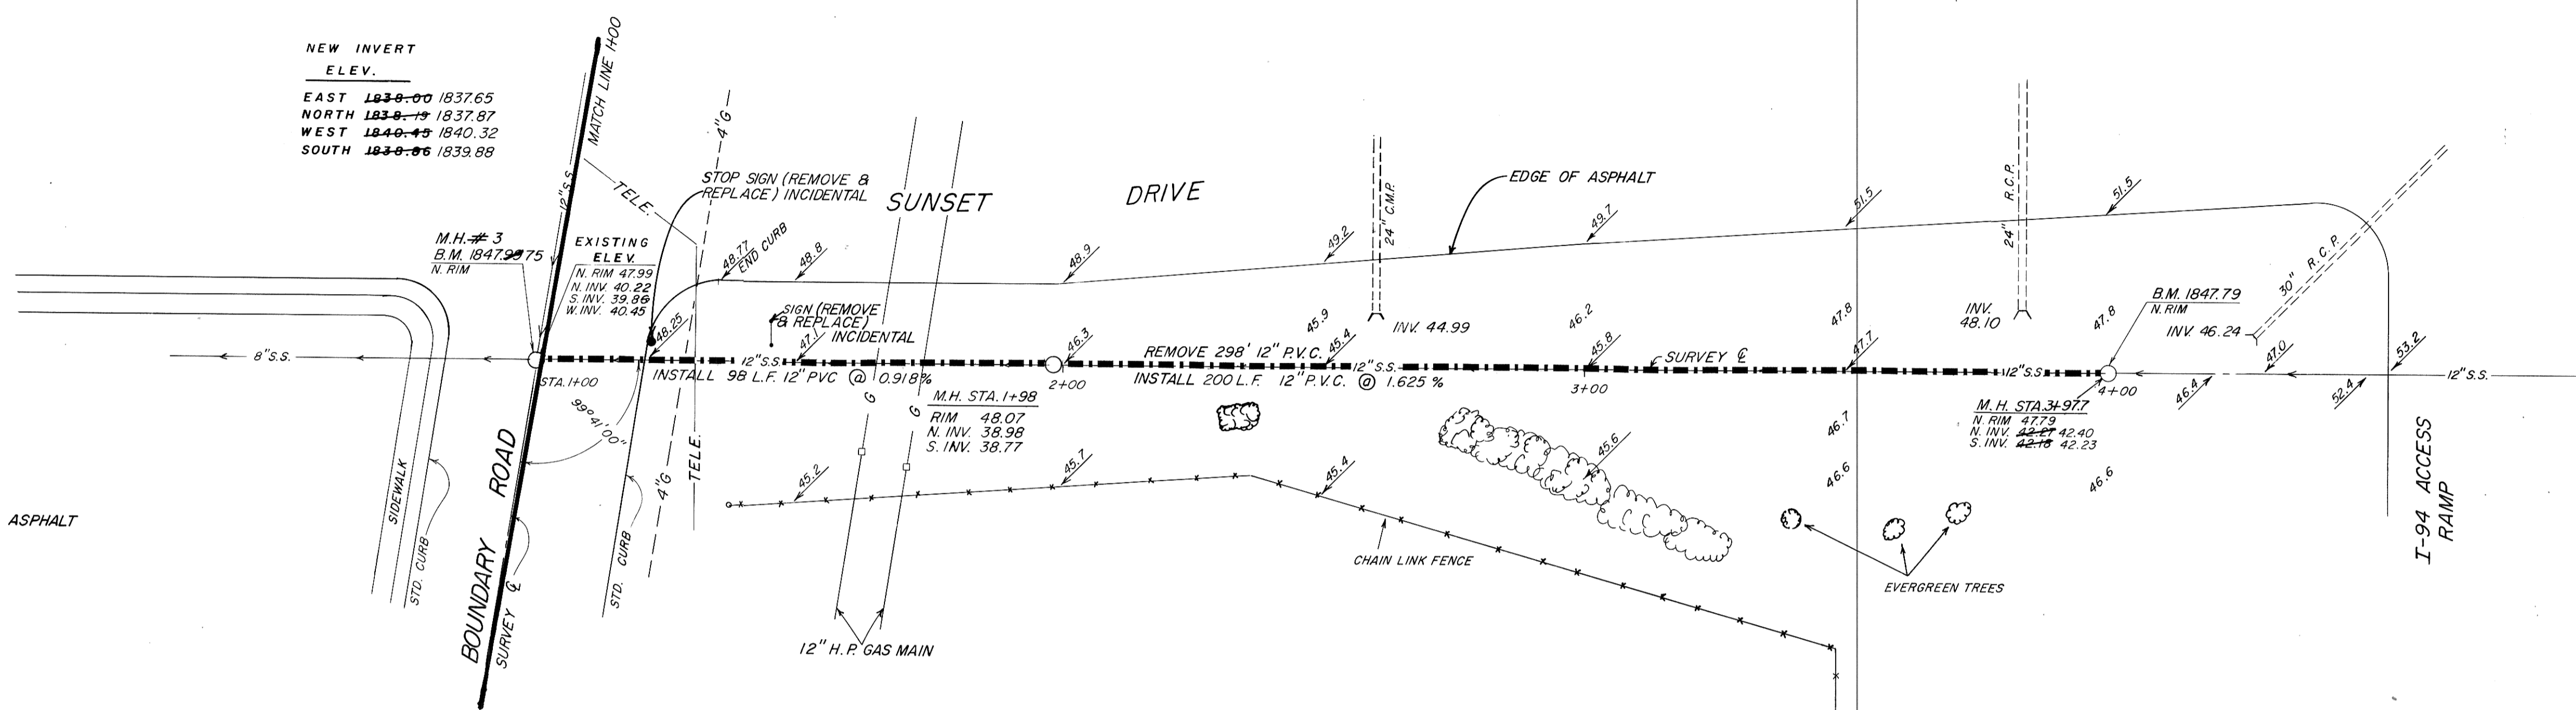 NEW INVERT
ELEV.
EAST 1838.00 1837.65
NORTH 1838.19 1837.87
WEST 1840.45 1840.32
SOUTH 1839.86 1839.88
MATCH LINE 1+00
12" S.S.
TELE.
4"G
STOP SIGN (REMOVE &
REPLACE) INCIDENTAL
SUNSET DRIVE
EDGE OF ASPHALT
24" C.M.P.
24" R.C.P.
30" R.C.P.
M.H. # 3
B.M. 1847.99 75
N. RIM
EXISTING
ELEV.
N. RIM 47.99
N. INV. 40.22
S. INV. 39.86
W. INV. 40.45
48.77
END CURB
48.8
48.9
49.2
49.7
51.5
51.5
SIGN (REMOVE
& REPLACE)
INCIDENTAL
48.25
46.3
45.9
45.4
INV. 44.99
46.2
45.8
47.8
47.7
INV.
48.10
47.8
B.M. 1847.79
N. RIM
INV. 46.24
47.0
53.2
8" S.S.
12" S.S.
REMOVE 298' 12" P.V.C.
12" S.S.
SURVEY ℄
12" S.S.
12" S.S.
STA. 1+00
INSTALL 98 L.F. 12" PVC @ 0.918%
2+00
INSTALL 200 L.F. 12" P.V.C. @ 1.625 %
3+00
4+00
46.4
52.4
99°41'00"
G
G
M.H. STA. 1+98
RIM 48.07
N. INV. 38.98
S. INV. 38.77
M. H. STA. 3+97.7
N. RIM 47.79
N. INV. 42.27 42.40
S. INV. 42.18 42.23
46.7
46.6
46.6
45.2
45.7
45.4
45.6
TELE.
4"G
ASPHALT
SIDEWALK
STD. CURB
BOUNDARY ROAD
SURVEY ℄
STD. CURB
12" H.P. GAS MAIN
CHAIN LINK FENCE
EVERGREEN TREES
I-94 ACCESS
RAMP